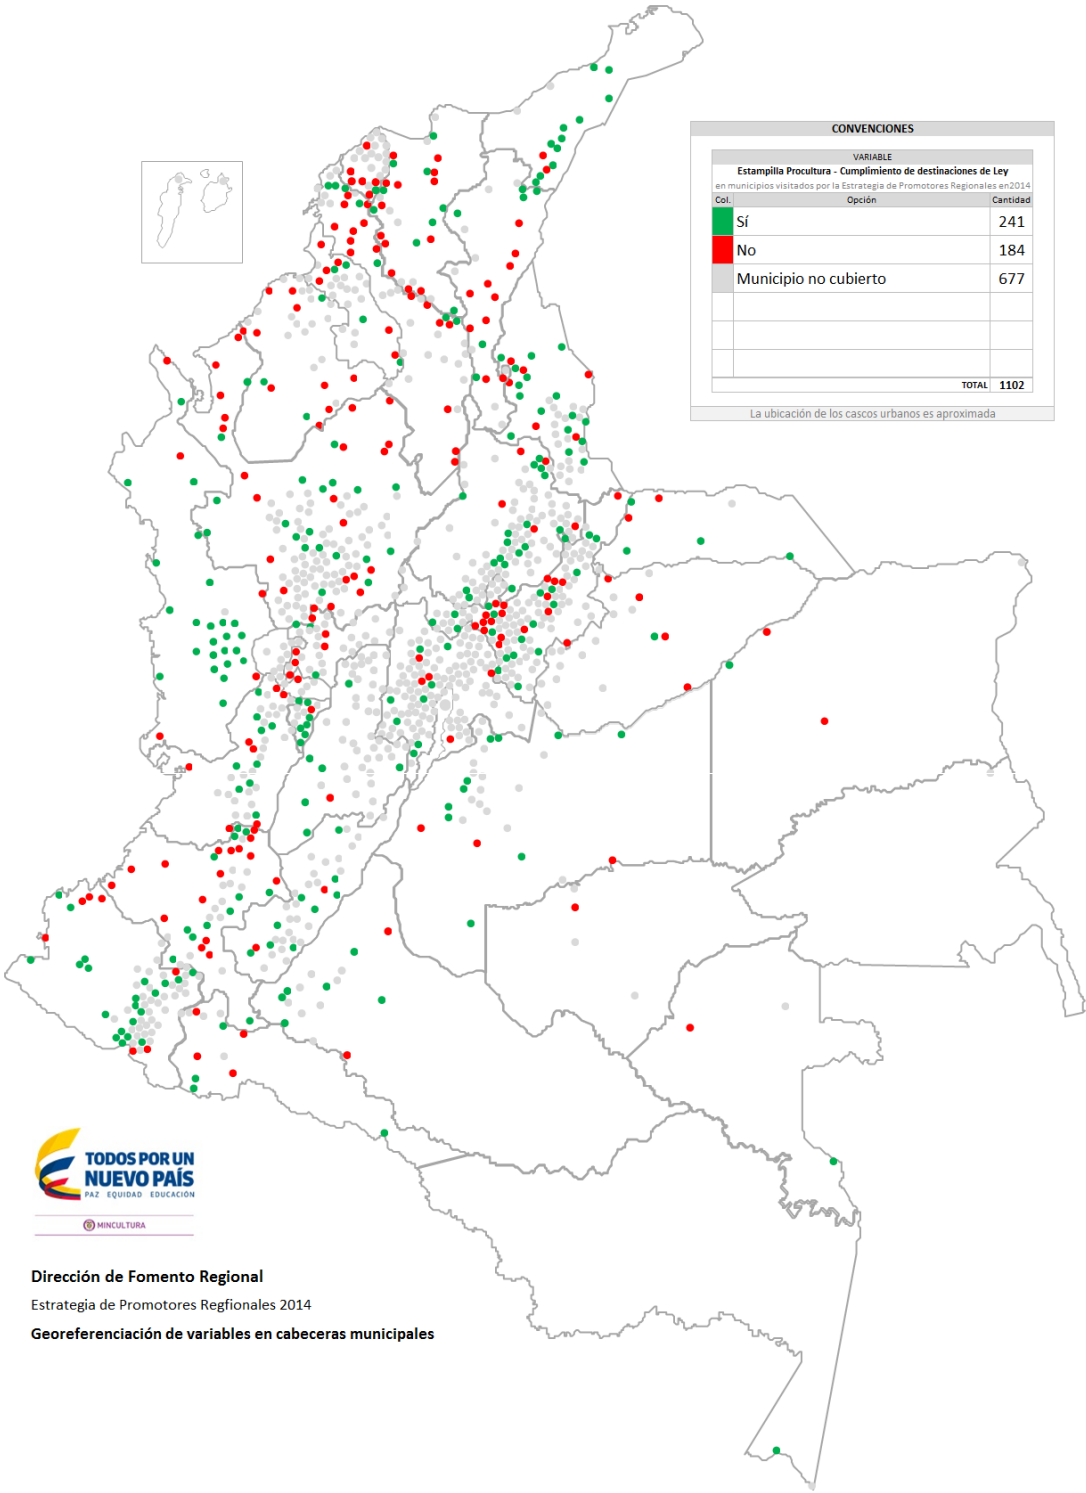 CONVENCIONES
VARIABLE
Estampilla Procultura - Cumplimiento de destinaciones de Ley
en municipios visitados por la Estrategia de Promotores Regionales en2014
Col. Opción Cantidad
Sí 241
No 184
Municipio no cubierto 677
TOTAL 1102
La ubicación de los cascos urbanos es aproximada
TODOS POR UN
NUEVO PAÍS
PAZ EQUIDAD EDUCACIÓN
MINCULTURA
Dirección de Fomento Regional
Estrategia de Promotores Regfionales 2014
Georeferenciación de variables en cabeceras municipales